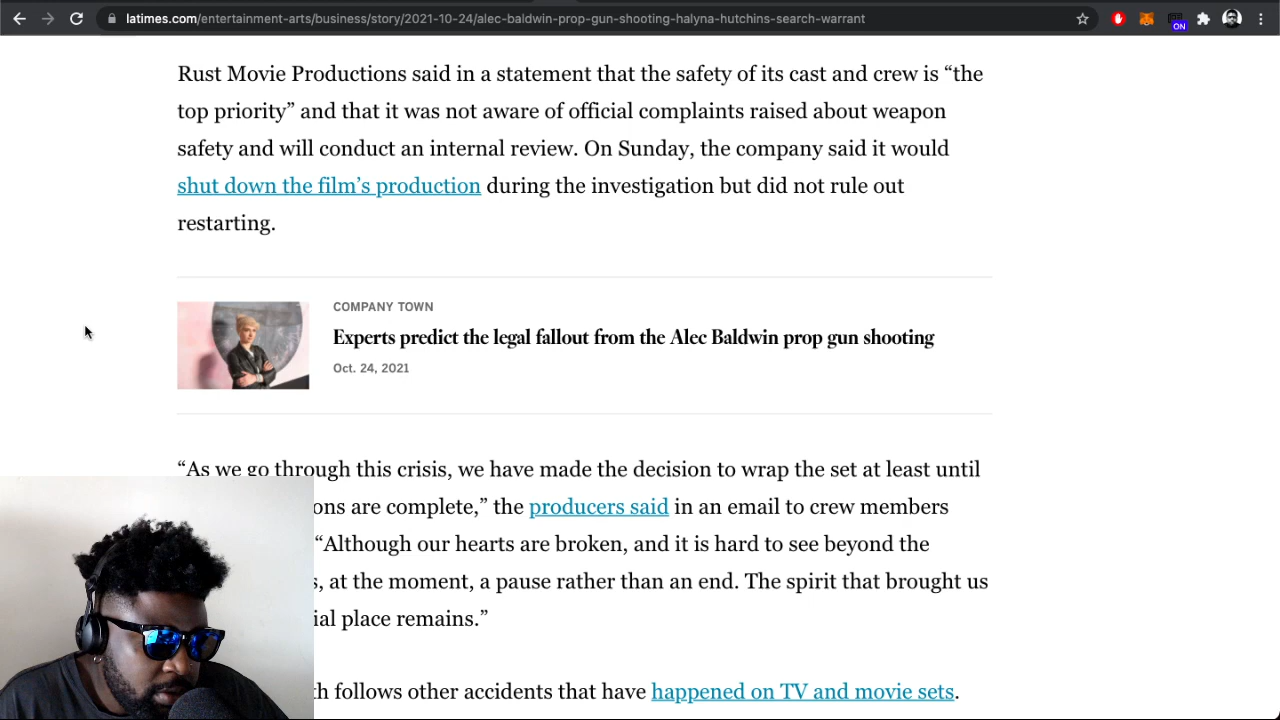 latimes.com/entertainment-arts/business/story/2021-10-24/alec-baldwin-prop-gun-shooting-halyna-hutchins-search-warrant
ON
Rust Movie Productions said in a statement that the safety of its cast and crew is “the
top priority” and that it was not aware of official complaints raised about weapon
safety and will conduct an internal review. On Sunday, the company said it would
shut down the film’s production during the investigation but did not rule out
restarting.
COMPANY TOWN
Experts predict the legal fallout from the Alec Baldwin prop gun shooting
Oct. 24, 2021
“As we go through this crisis, we have made the decision to wrap the set at least until
ons are complete,” the producers said in an email to crew members
“Although our hearts are broken, and it is hard to see beyond the
s, at the moment, a pause rather than an end. The spirit that brought us
ial place remains.”
th follows other accidents that have happened on TV and movie sets.